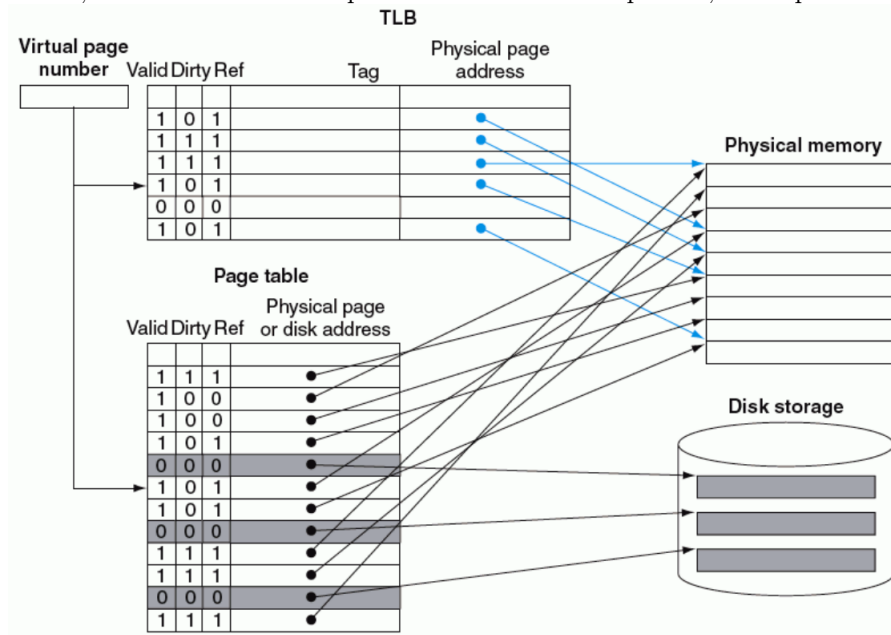 TLB
Virtual page
number
Valid Dirty Ref
Tag
Physical page
address
1 0 1
1 1 1
1 1 1
1 0 1
0 0 0
1 0 1
Physical memory
Page table
Physical page
or disk address
Valid Dirty Ref
1 1 1
1 0 0
1 0 0
1 0 1
0 0 0
1 0 1
1 0 1
0 0 0
1 1 1
1 1 1
0 0 0
1 1 1
Disk storage